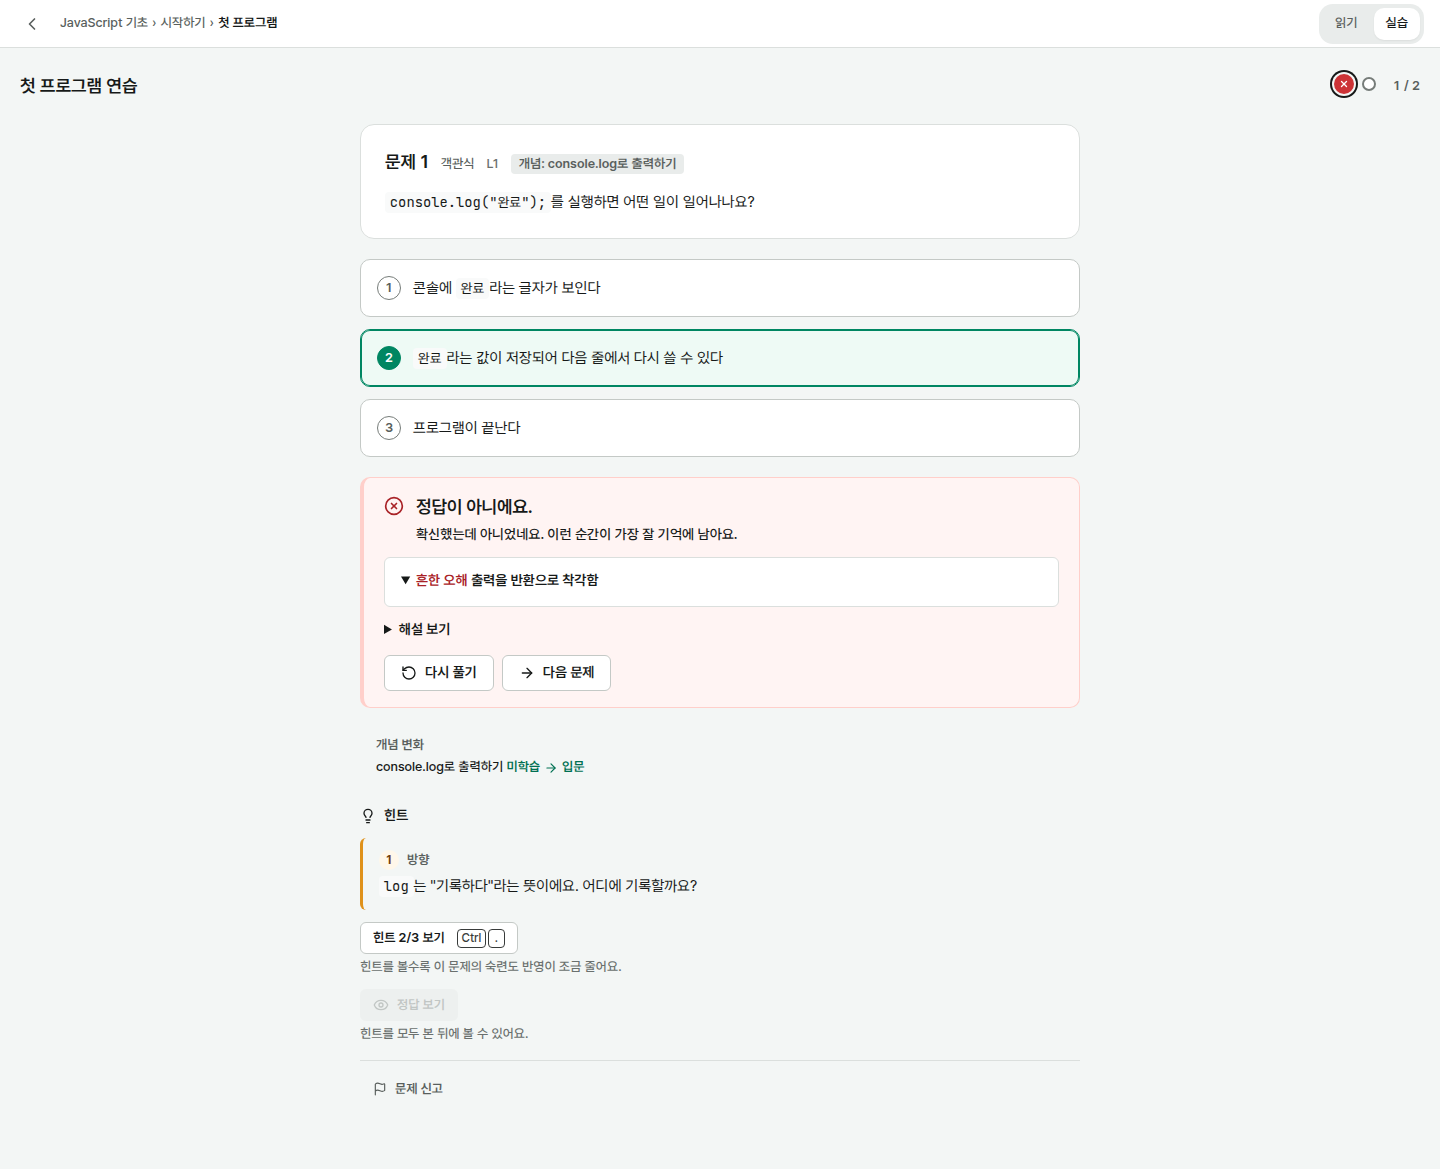 JavaScript 기초 › 시작하기 › 첫 프로그램
읽기 실습
첫 프로그램 연습
1 / 2
문제 1 객관식 L1 개념: console.log로 출력하기
console.log("완료"); 를 실행하면 어떤 일이 일어나나요?
1 콘솔에 완료 라는 글자가 보인다
2 완료 라는 값이 저장되어 다음 줄에서 다시 쓸 수 있다
3 프로그램이 끝난다
정답이 아니에요.
확신했는데 아니었네요. 이런 순간이 가장 잘 기억에 남아요.
▼ 흔한 오해 출력을 반환으로 착각함
▶ 해설 보기
다시 풀기 → 다음 문제
개념 변화
console.log로 출력하기 미학습 → 입문
힌트
1 방향
log 는 "기록하다"라는 뜻이에요. 어디에 기록할까요?
힌트 2/3 보기 Ctrl .
힌트를 볼수록 이 문제의 숙련도 반영이 조금 줄어요.
정답 보기
힌트를 모두 본 뒤에 볼 수 있어요.
문제 신고